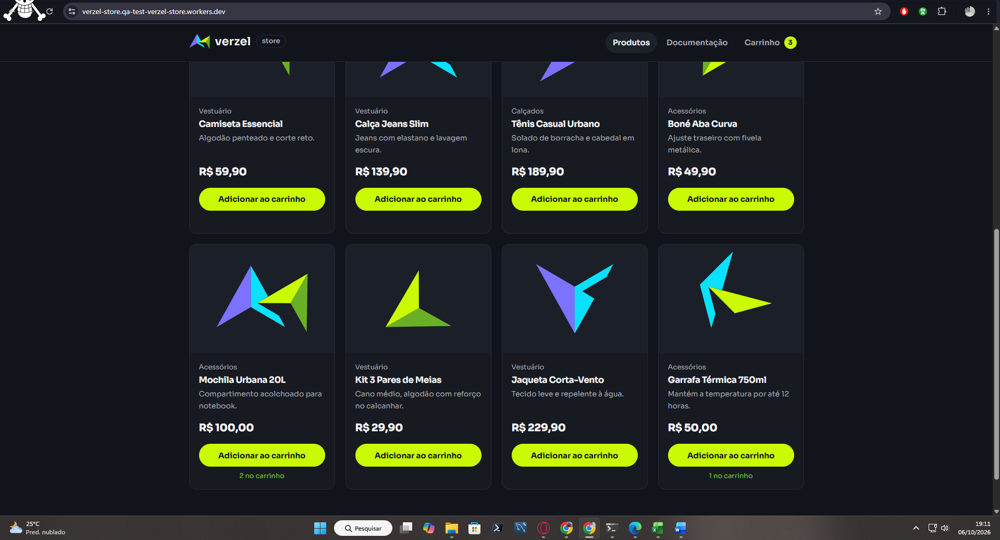 verzel-store.qa-test-verzel-store.workers.dev
verzel store
Produtos Documentação Carrinho 3
Vestuário
Camiseta Essencial
Algodão penteado e corte reto.
R$ 59,90
Adicionar ao carrinho
Vestuário
Calça Jeans Slim
Jeans com elastano e lavagem
escura.
R$ 139,90
Adicionar ao carrinho
Calçados
Tênis Casual Urbano
Solado de borracha e cabedal em
lona.
R$ 189,90
Adicionar ao carrinho
Acessórios
Boné Aba Curva
Ajuste traseiro com fivela
metálica.
R$ 49,90
Adicionar ao carrinho
Acessórios
Mochila Urbana 20L
Compartimento acolchoado para
notebook.
R$ 100,00
Adicionar ao carrinho
2 no carrinho
Vestuário
Kit 3 Pares de Meias
Cano médio, algodão com reforço
no calcanhar.
R$ 29,90
Adicionar ao carrinho
Vestuário
Jaqueta Corta-Vento
Tecido leve e repelente à água.
R$ 229,90
Adicionar ao carrinho
Acessórios
Garrafa Térmica 750ml
Mantém a temperatura por até 12
horas.
R$ 50,00
Adicionar ao carrinho
1 no carrinho
25°C
Pred. nublado
Pesquisar
19:11
06/10/2026